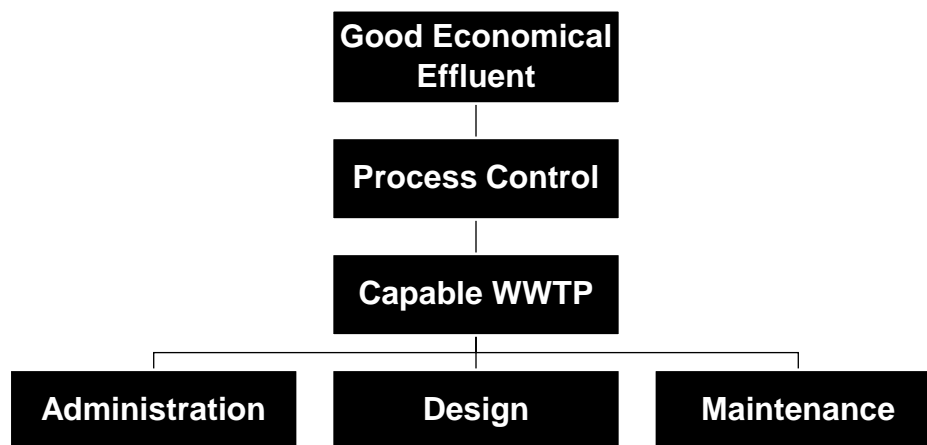 Good Economical
Effluent
Process Control
Capable WWTP
Administration
Design
Maintenance